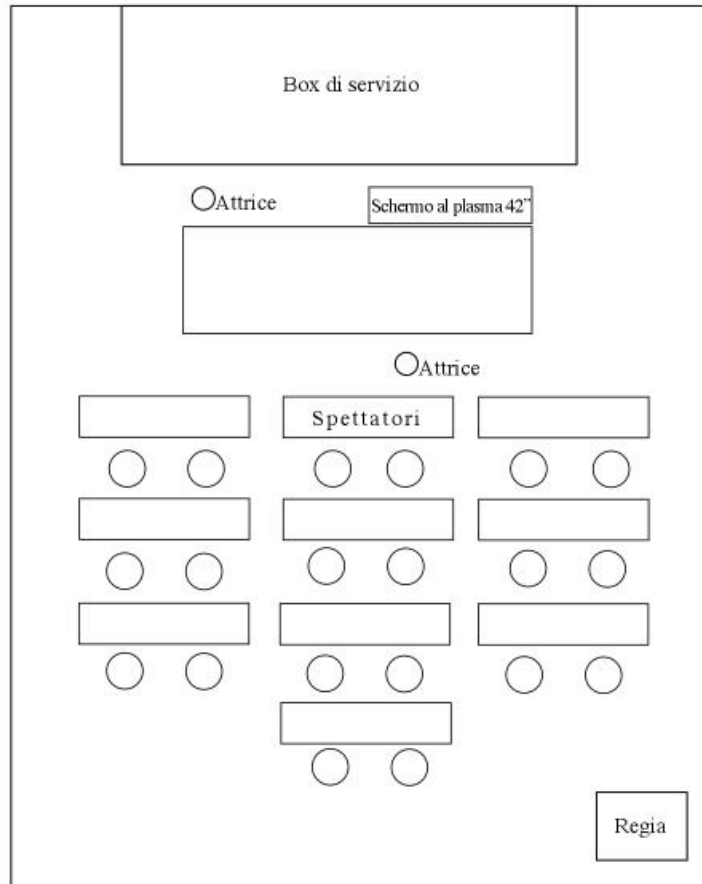 Box di servizio
Attrice
Schermo al plasma 42”
Attrice
Spettatori
Regia